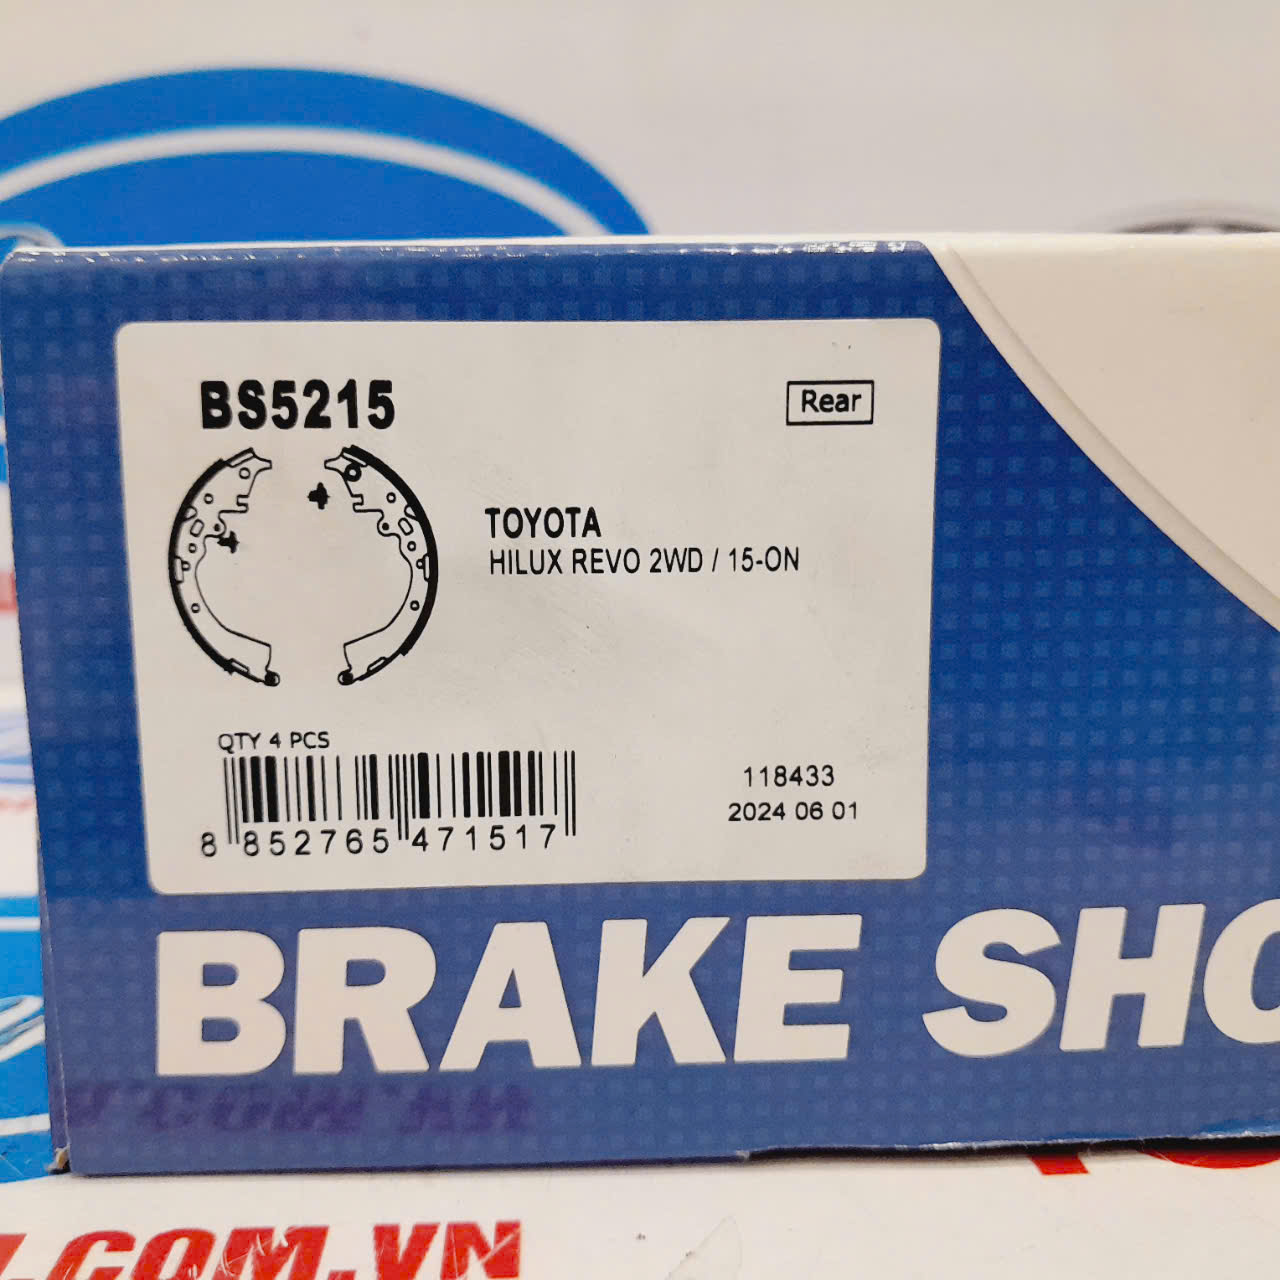 BS5215
Rear
TOYOTA
HILUX REVO 2WD / 15-ON
QTY 4 PCS
8 852765 471517
118433
2024 06 01
BRAKE SHO
.COM.VN